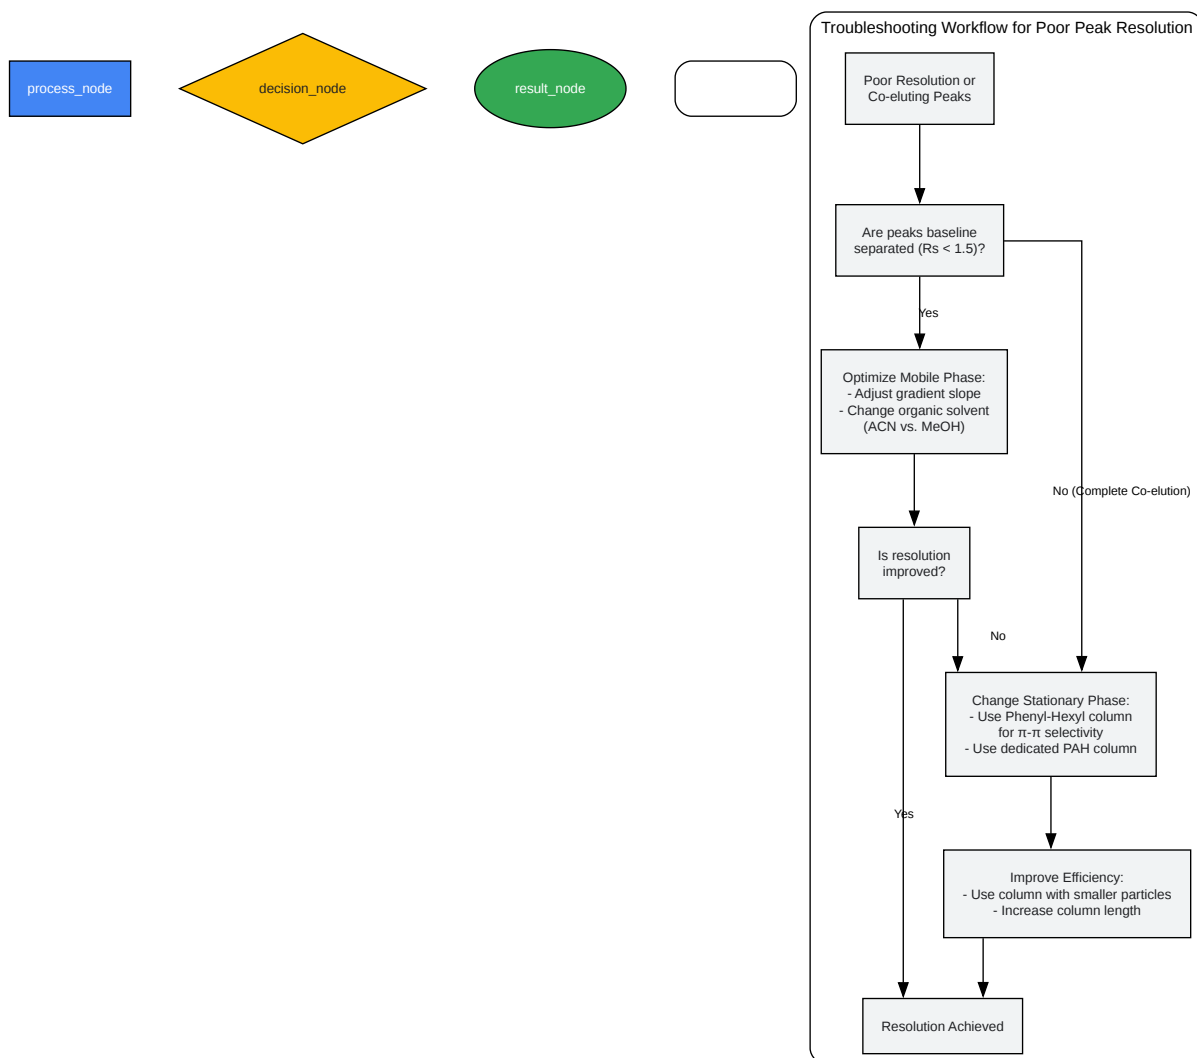 process_node
decision_node
result_node
Troubleshooting Workflow for Poor Peak Resolution
Poor Resolution or
Co-eluting Peaks
Are peaks baseline
separated (Rs < 1.5)?
Yes
Optimize Mobile Phase:
- Adjust gradient slope
- Change organic solvent
(ACN vs. MeOH)
No (Complete Co-elution)
Is resolution
improved?
No
Change Stationary Phase:
- Use Phenyl-Hexyl column
for π-π selectivity
- Use dedicated PAH column
Yes
Improve Efficiency:
- Use column with smaller particles
- Increase column length
Resolution Achieved